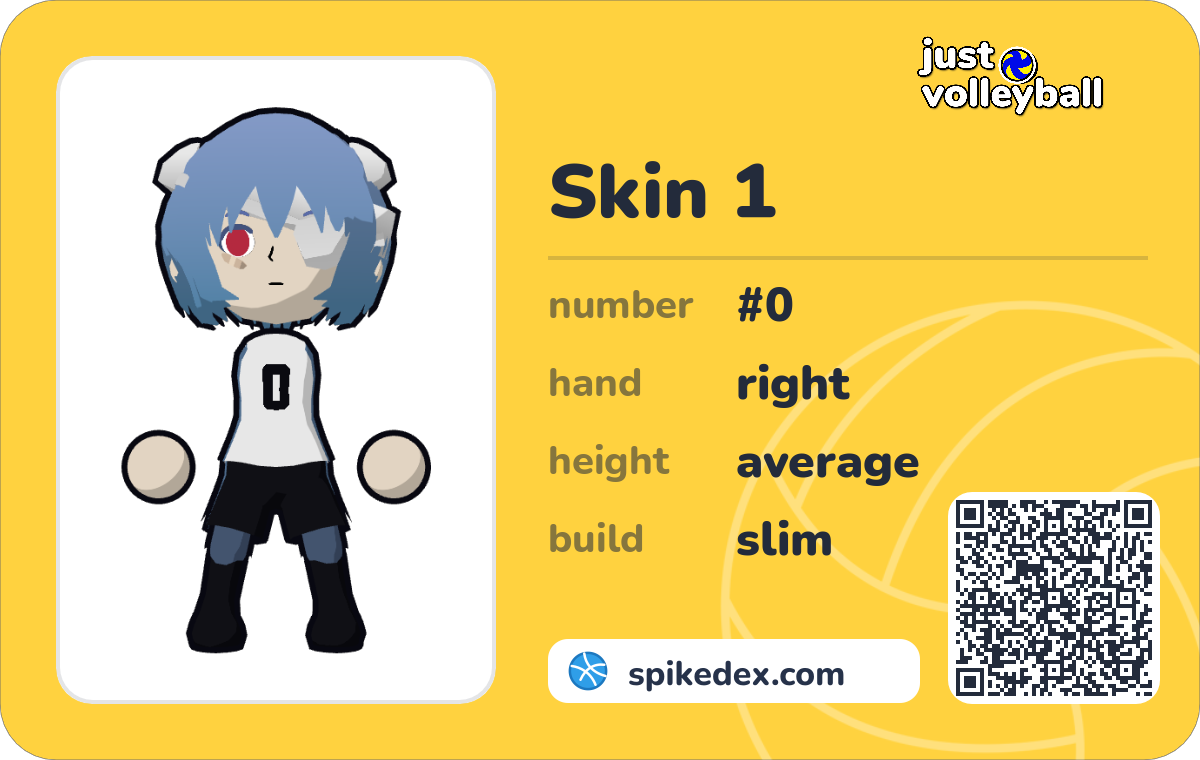 just
volleyball
Skin 1
number #0
hand right
height average
build slim
0
spikedex.com